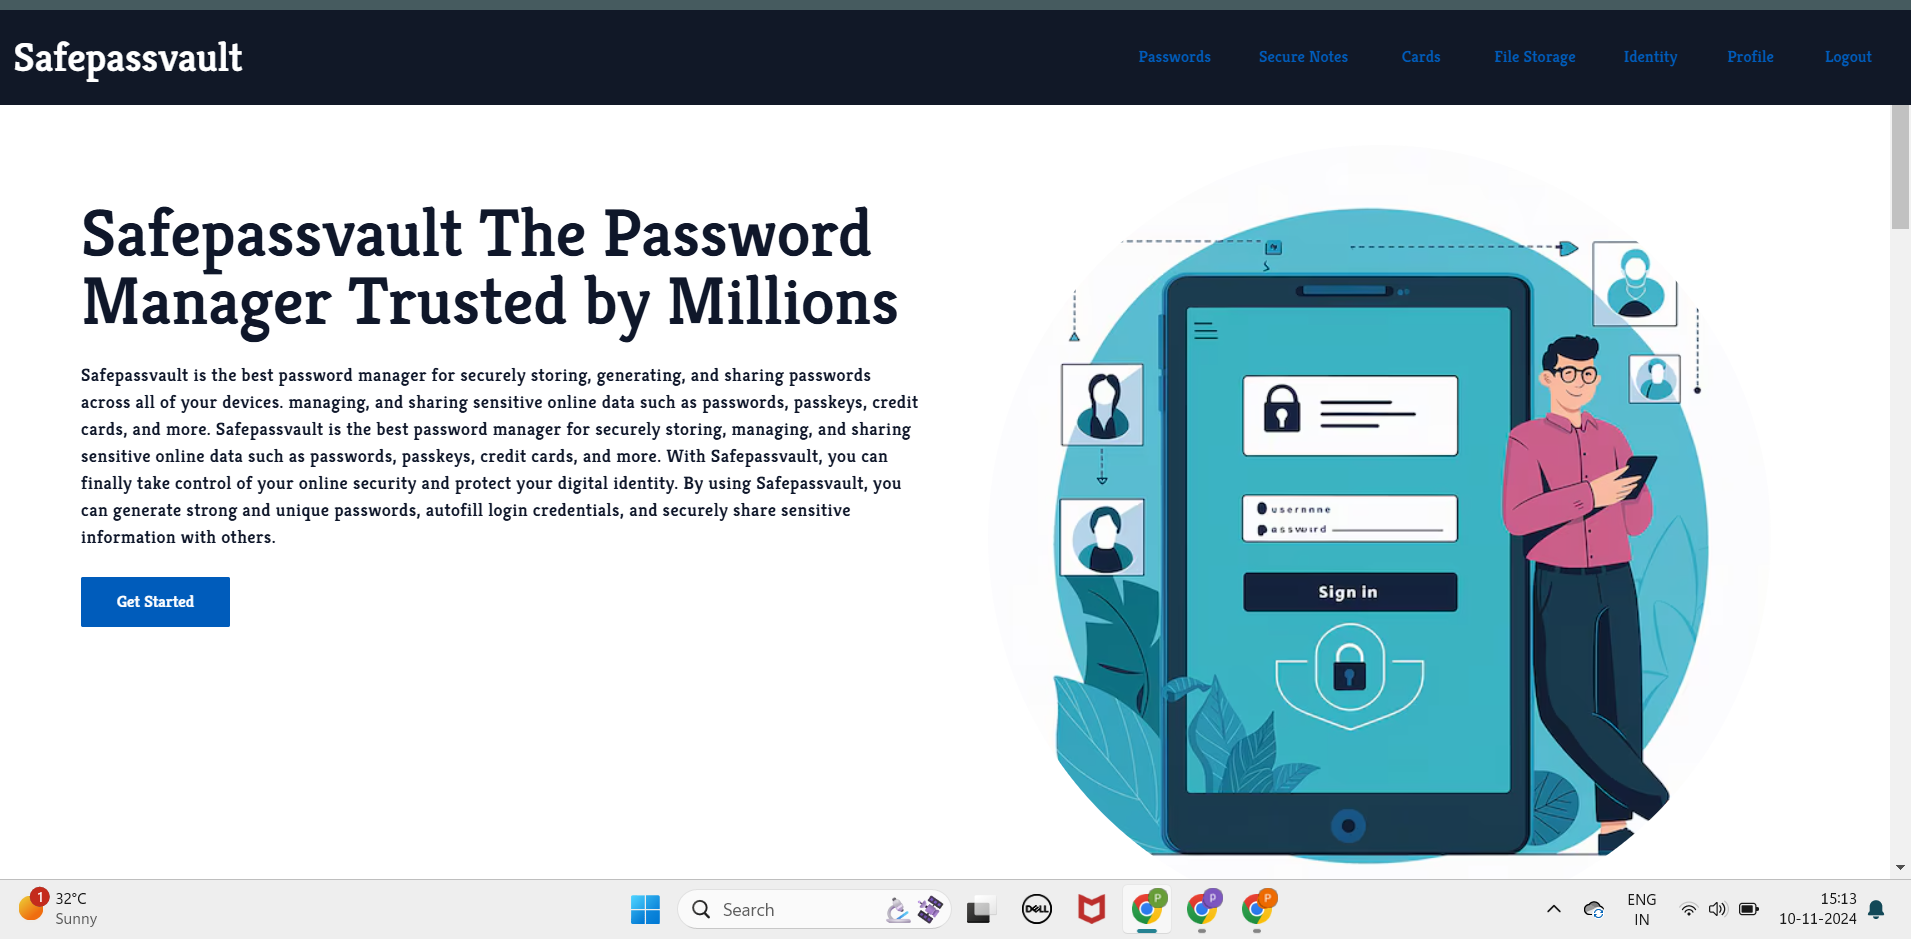 Safepassvault
Passwords Secure Notes Cards File Storage Identity Profile Logout
Safepassvault The Password
Manager Trusted by Millions
Safepassvault is the best password manager for securely storing, generating, and sharing passwords
across all of your devices. managing, and sharing sensitive online data such as passwords, passkeys, credit
cards, and more. Safepassvault is the best password manager for securely storing, managing, and sharing
sensitive online data such as passwords, passkeys, credit cards, and more. With Safepassvault, you can
finally take control of your online security and protect your digital identity. By using Safepassvault, you
can generate strong and unique passwords, autofill login credentials, and securely share sensitive
information with others.
Get Started
Sign in
1
32°C
Sunny
Search
DELL
P
P
P
ENG
IN
15:13
10-11-2024